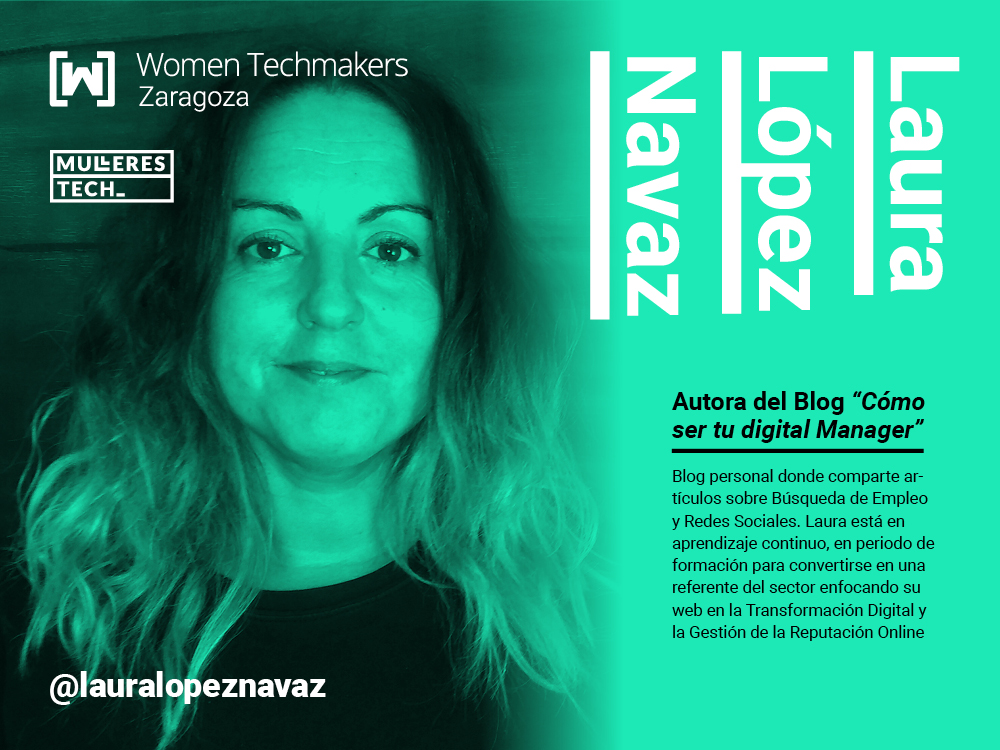 Women Techmakers
Zaragoza
MULLERES
TECH_
Laura
López
Navaz
Autora del Blog “Cómo
ser tu digital Manager”
Blog personal donde comparte ar-
tículos sobre Búsqueda de Empleo
y Redes Sociales. Laura está en
aprendizaje continuo, en periodo de
formación para convertirse en una
referente del sector enfocando su
web en la Transformación Digital y
la Gestión de la Reputación Online
@lauralopeznavaz